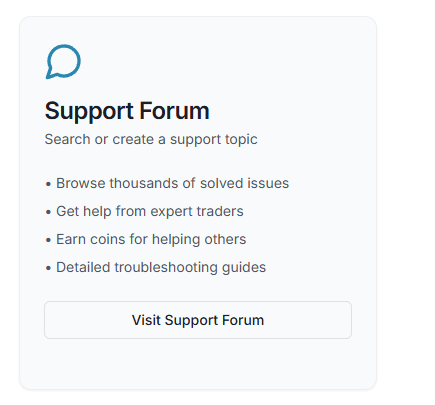 Support Forum
Search or create a support topic
• Browse thousands of solved issues
• Get help from expert traders
• Earn coins for helping others
• Detailed troubleshooting guides
Visit Support Forum